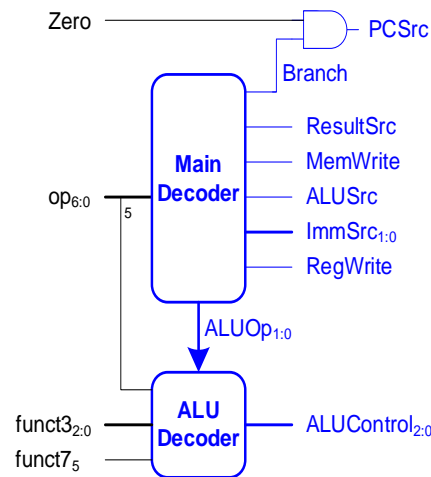 Zero
PCSrc
Branch
ResultSrc
Main
Decoder
MemWrite
op6:0
5
ALUSrc
ImmSrc1:0
RegWrite
ALUOp1:0
ALU
Decoder
funct32:0
ALUControl2:0
funct75